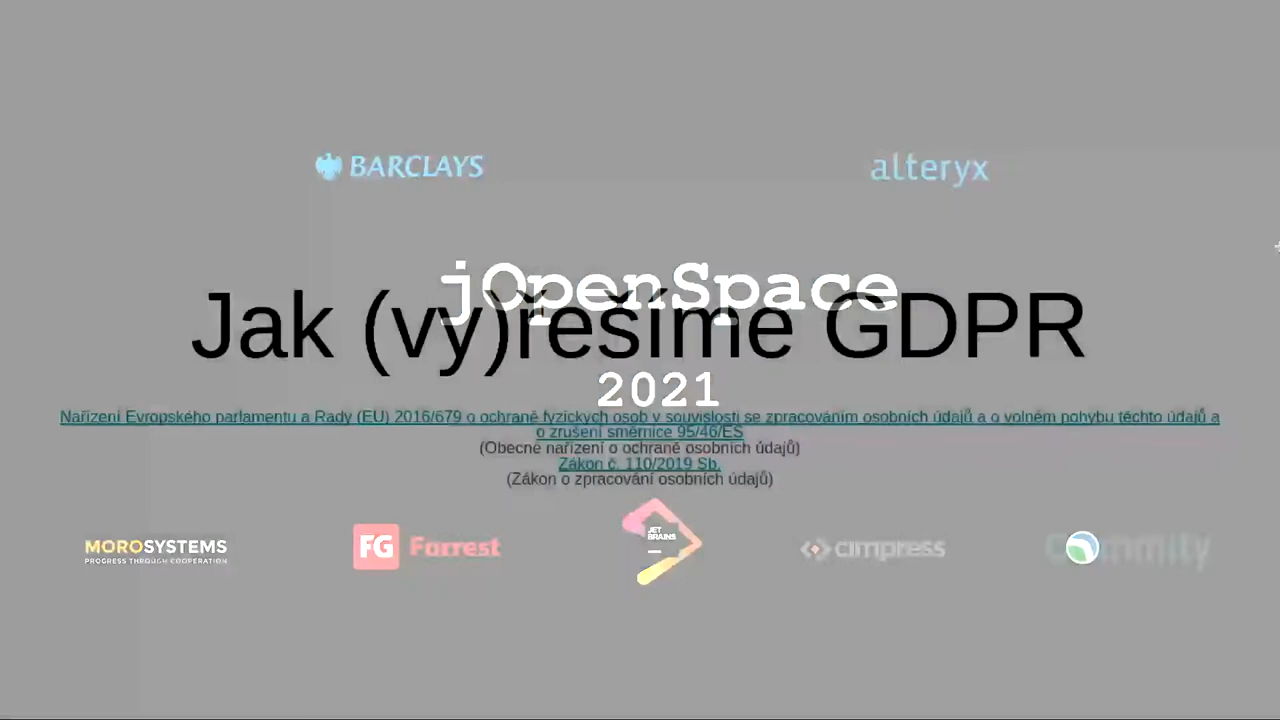 BARCLAYS
alteryx
jOpenSpace
Jak (vy)řešíme GDPR
2021
Nařízení Evropského parlamentu a Rady (EU) 2016/679 o ochraně fyzických osob v souvislosti se zpracováním osobních údajů a o volném pohybu těchto údajů a
o zrušení směrnice 95/46/ES
(Obecné nařízení o ochraně osobních údajů)
Zákon č. 110/2019 Sb.
(Zákon o zpracování osobních údajů)
MOROSYSTEMS
PROGRESS THROUGH COOPERATION
FG Forrest
JET
BRAINS
cimpress
Commity